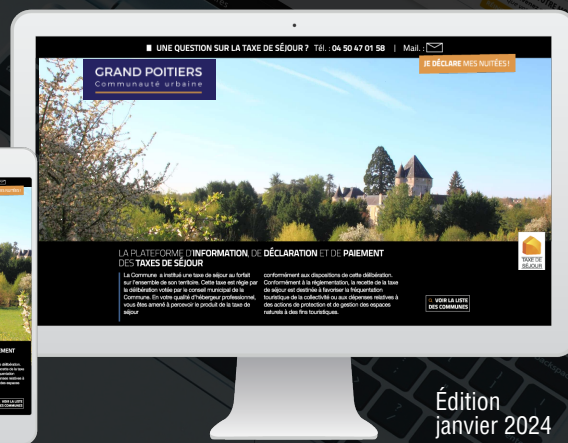 UNE QUESTION SUR LA TAXE DE SÉJOUR ? Tél. : 04 50 47 01 58 | Mail. :
JE DÉCLARE MES NUITÉES !
GRAND POITIERS
Communauté urbaine
LA PLATEFORME D'INFORMATION, DE DÉCLARATION ET DE PAIEMENT
DES TAXES DE SÉJOUR
La Commune a institué une taxe de séjour au forfait
sur l'ensemble de son territoire. Cette taxe est régie par
la délibération votée par le conseil municipal de la
Commune. En votre qualité d'hébergeur professionnel,
vous êtes amené à percevoir le produit de la taxe de
séjour
conformément aux dispositions de cette délibération.
Conformément à la réglementation, la recette de la taxe
de séjour est destinée à favoriser la fréquentation
touristique de la collectivité ou aux dépenses relatives à
des actions de protection et de gestion des espaces
naturels à des fins touristiques.
VOIR LA LISTE
DES COMMUNES
TAXE DE
SÉJOUR
VOIR LA LISTE
DES COMMUNES
Édition
janvier 2024